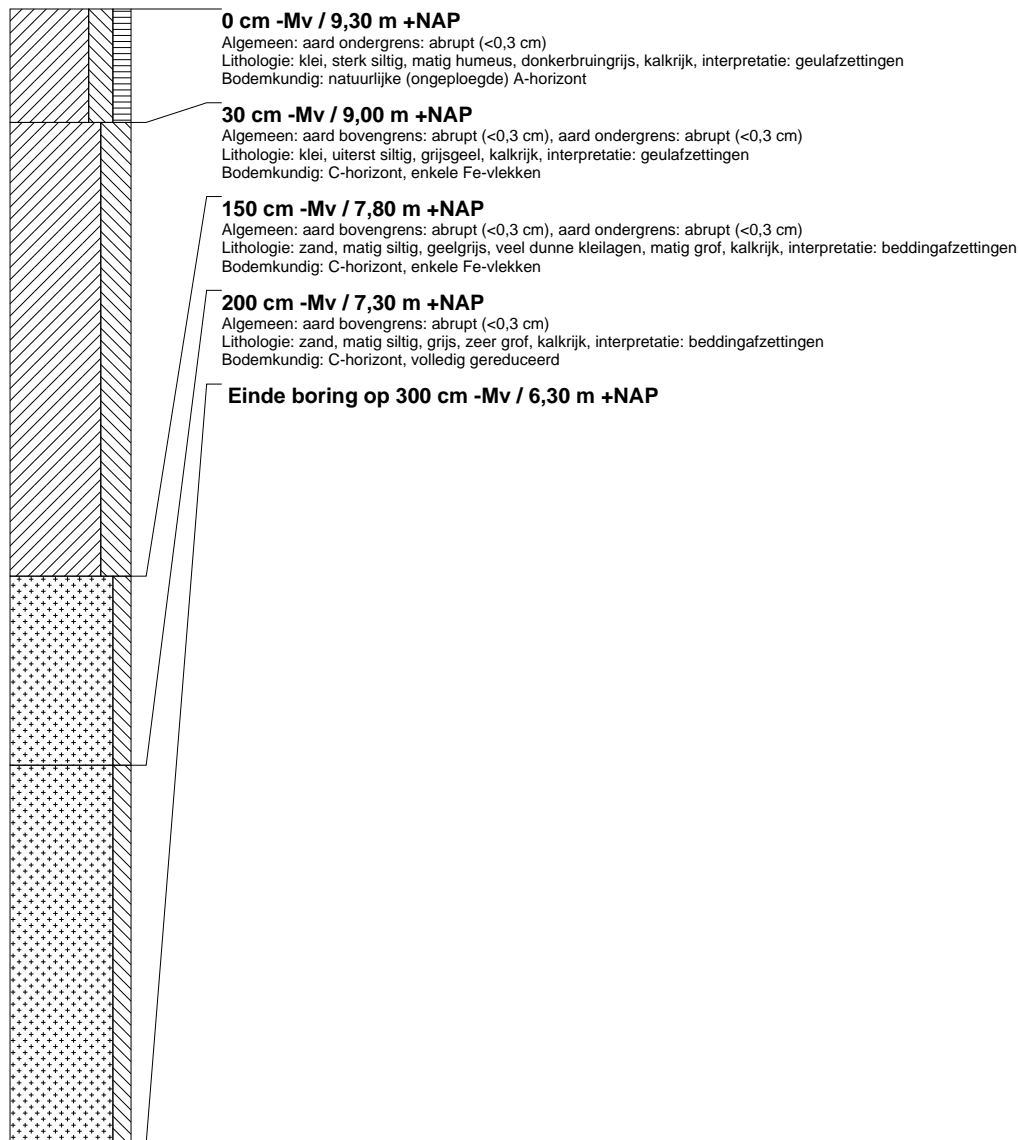 0 cm -Mv / 9,30 m +NAP
Algemeen: aard ondergrens: abrupt (<0,3 cm)
Lithologie: klei, sterk siltig, matig humeus, donkerbruingrijs, kalkrijk, interpretatie: geulafzettingen
Bodemkundig: natuurlijke (ongeploegde) A-horizont
30 cm -Mv / 9,00 m +NAP
Algemeen: aard bovengrens: abrupt (<0,3 cm), aard ondergrens: abrupt (<0,3 cm)
Lithologie: klei, uiterst siltig, grijsgeel, kalkrijk, interpretatie: geulafzettingen
Bodemkundig: C-horizont, enkele Fe-vlekken
150 cm -Mv / 7,80 m +NAP
Algemeen: aard bovengrens: abrupt (<0,3 cm), aard ondergrens: abrupt (<0,3 cm)
Lithologie: zand, matig siltig, geelgrijs, veel dunne kleilagen, matig grof, kalkrijk, interpretatie: beddingafzettingen
Bodemkundig: C-horizont, enkele Fe-vlekken
200 cm -Mv / 7,30 m +NAP
Algemeen: aard bovengrens: abrupt (<0,3 cm)
Lithologie: zand, matig siltig, grijs, zeer grof, kalkrijk, interpretatie: beddingafzettingen
Bodemkundig: C-horizont, volledig gereduceerd
Einde boring op 300 cm -Mv / 6,30 m +NAP